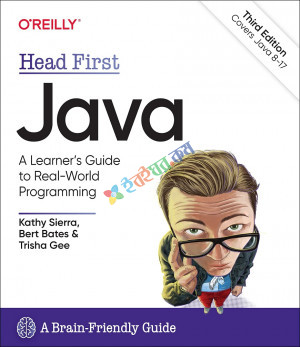 O'REILLY®
Third Edition
Covers Java 8-17
Head First
Java
A Learner's Guide
to Real-World
Programming
Kathy Sierra,
Bert Bates &
Trisha Gee
A Brain-Friendly Guide